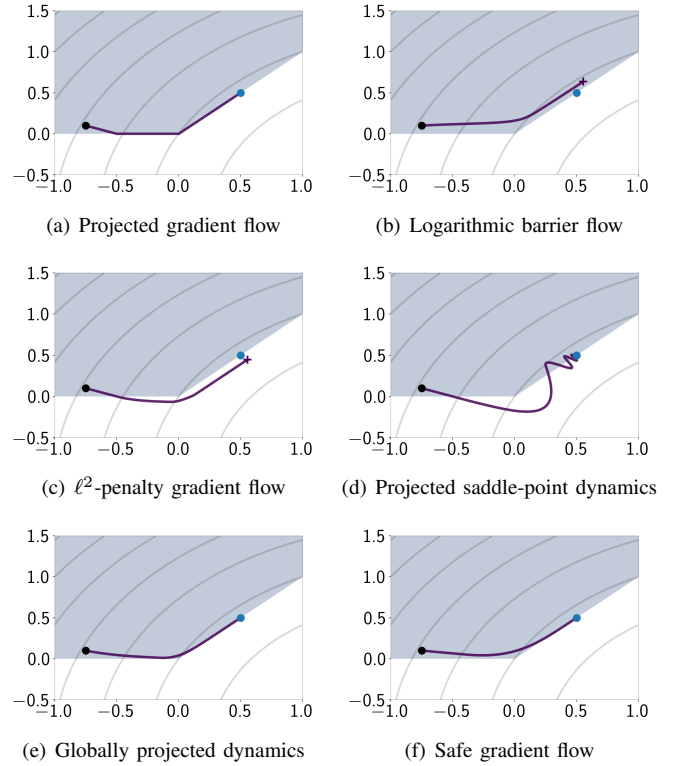 1.5 1.5
1.0 1.0
0.5 0.5
0.0 0.0
−0.5 −0.5
−1.0 −0.5 0.0 0.5 1.0 −1.0 −0.5 0.0 0.5 1.0
(a) Projected gradient flow (b) Logarithmic barrier flow
1.5 1.5
1.0 1.0
0.5 0.5
0.0 0.0
−0.5 −0.5
−1.0 −0.5 0.0 0.5 1.0 −1.0 −0.5 0.0 0.5 1.0
(c) ℓ²-penalty gradient flow (d) Projected saddle-point dynamics
1.5 1.5
1.0 1.0
0.5 0.5
0.0 0.0
−0.5 −0.5
−1.0 −0.5 0.0 0.5 1.0 −1.0 −0.5 0.0 0.5 1.0
(e) Globally projected dynamics (f) Safe gradient flow